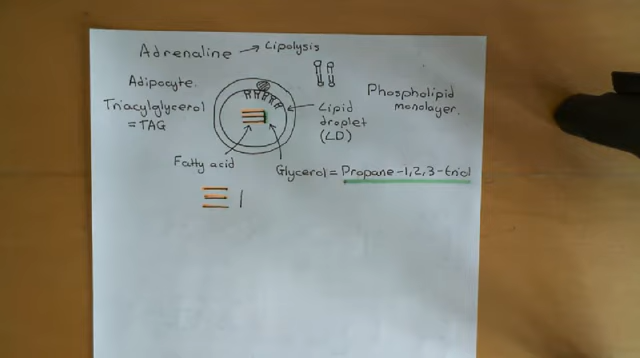 Adrenaline → Lipolysis
Adipocyte.
Triacylglycerol
= TAG
Lipid
droplet
(LD)
Phospholipid
monolayer.
Fatty acid
Glycerol = Propane-1,2,3-triol